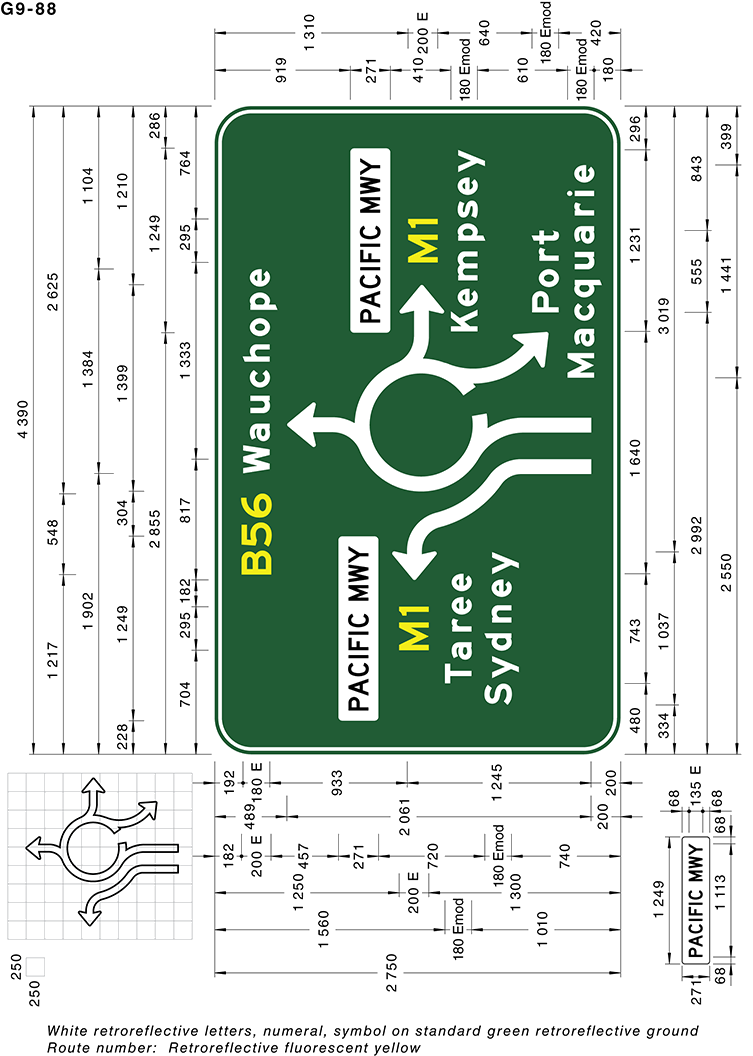 G9-88
1 310
200 E
640
180 Emod
420
919
271
410
180 Emod
610
180 Emod
180
4 390
2 625
548
1 217
1 104
1 384
1 902
1 210
1 399
304
1 249
228
286
1 249
2 855
764
295
1 333
817
182
295
704
B56 Wauchope
PACIFIC MWY
M1
Kempsey
Port
Macquarie
PACIFIC MWY
M1
Taree
Sydney
296
1 231
1 640
743
480
3 019
1 037
334
843
555
2 992
399
1 441
2 550
192
180 E
933
1 245
200
489
2 061
200
182
200 E
457
271
720
180 Emod
740
1 250
200 E
1 300
1 560
180 Emod
1 010
2 750
250
250
68
135 E
68
68
1 249
PACIFIC MWY
1 113
271
68
White retroreflective letters, numeral, symbol on standard green retroreflective ground
Route number: Retroreflective fluorescent yellow